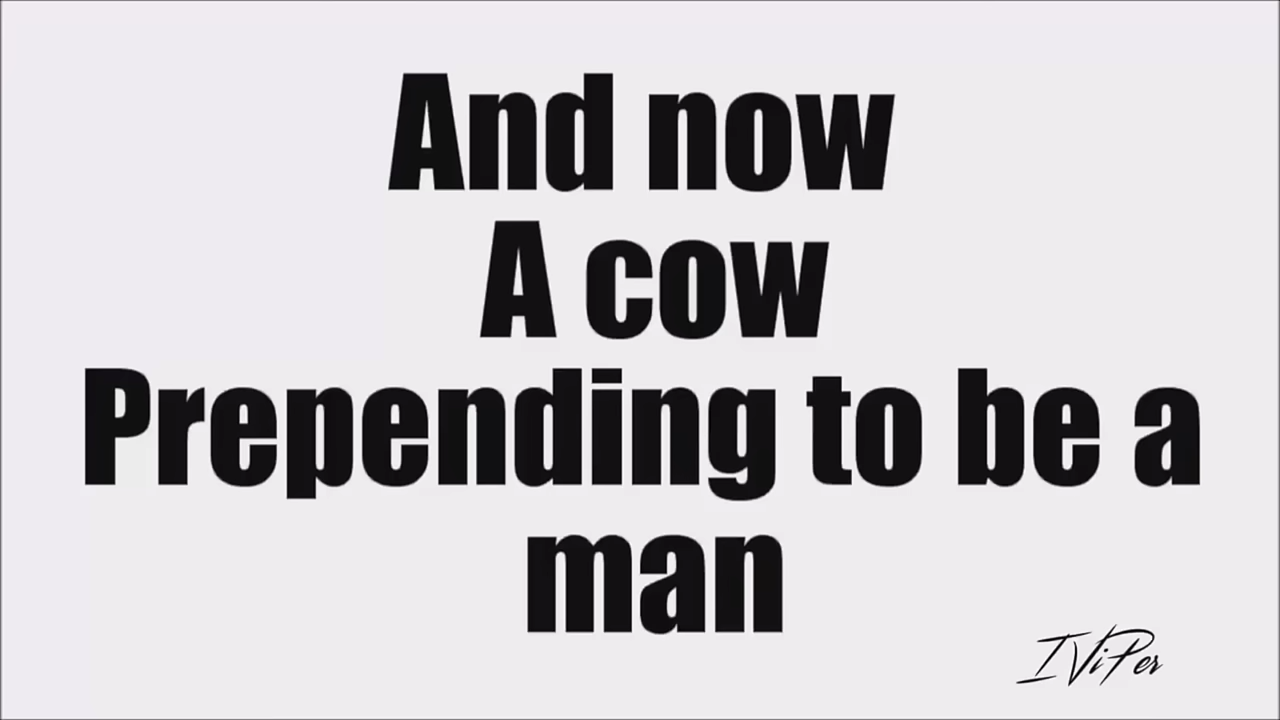 And now
A cow
Prepending to be a
man
IViPer